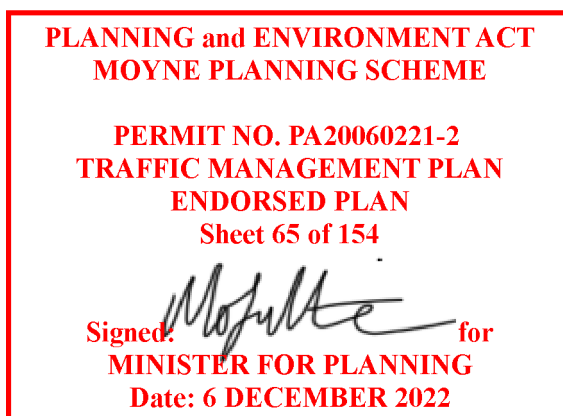 PLANNING and ENVIRONMENT ACT
MOYNE PLANNING SCHEME
PERMIT NO. PA20060221-2
TRAFFIC MANAGEMENT PLAN
ENDORSED PLAN
Sheet 65 of 154
Signed: for
MINISTER FOR PLANNING
Date: 6 DECEMBER 2022